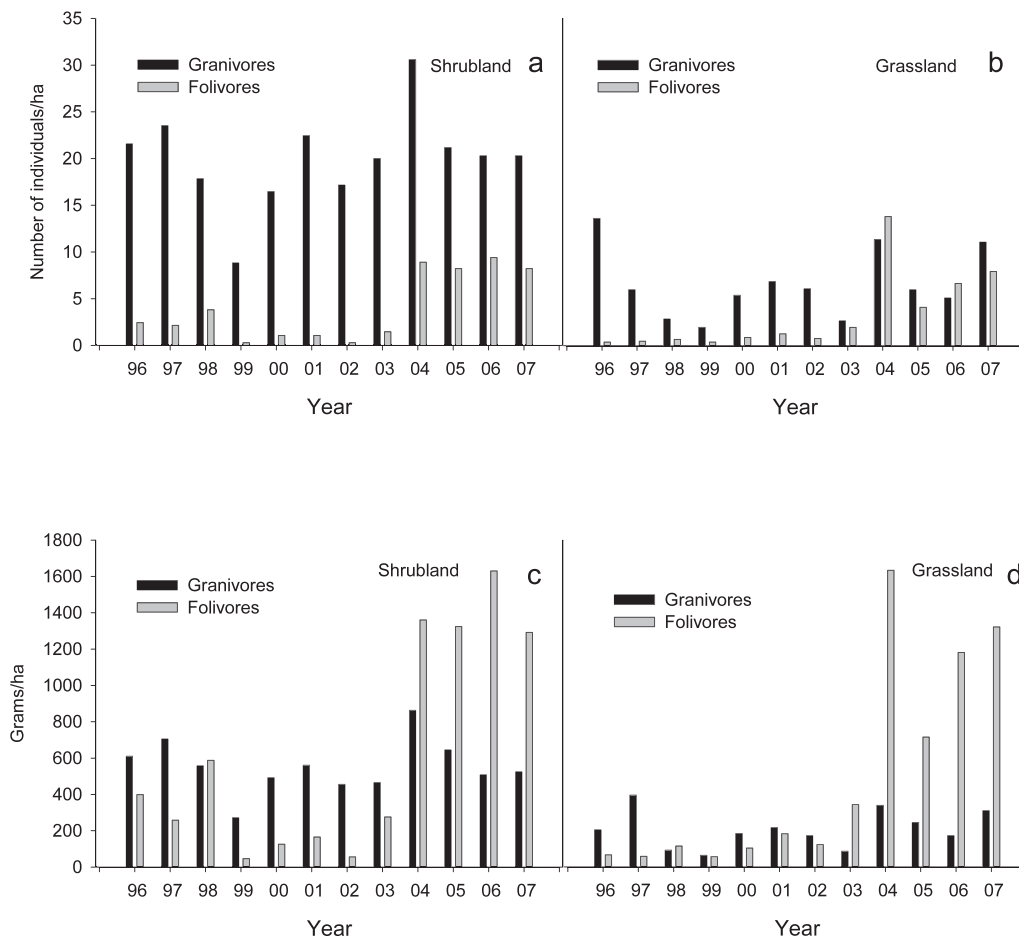 35
30
25
20
15
10
5
0
Number of individuals/ha
Granivores
Folivores
Shrubland
a
96 97 98 99 00 01 02 03 04 05 06 07
Year
Granivores
Folivores
Grassland
b
96 97 98 99 00 01 02 03 04 05 06 07
Year
1800
1600
1400
1200
1000
800
600
400
200
0
Grams/ha
Granivores
Folivores
Shrubland
c
96 97 98 99 00 01 02 03 04 05 06 07
Year
Granivores
Folivores
Grassland
d
96 97 98 99 00 01 02 03 04 05 06 07
Year